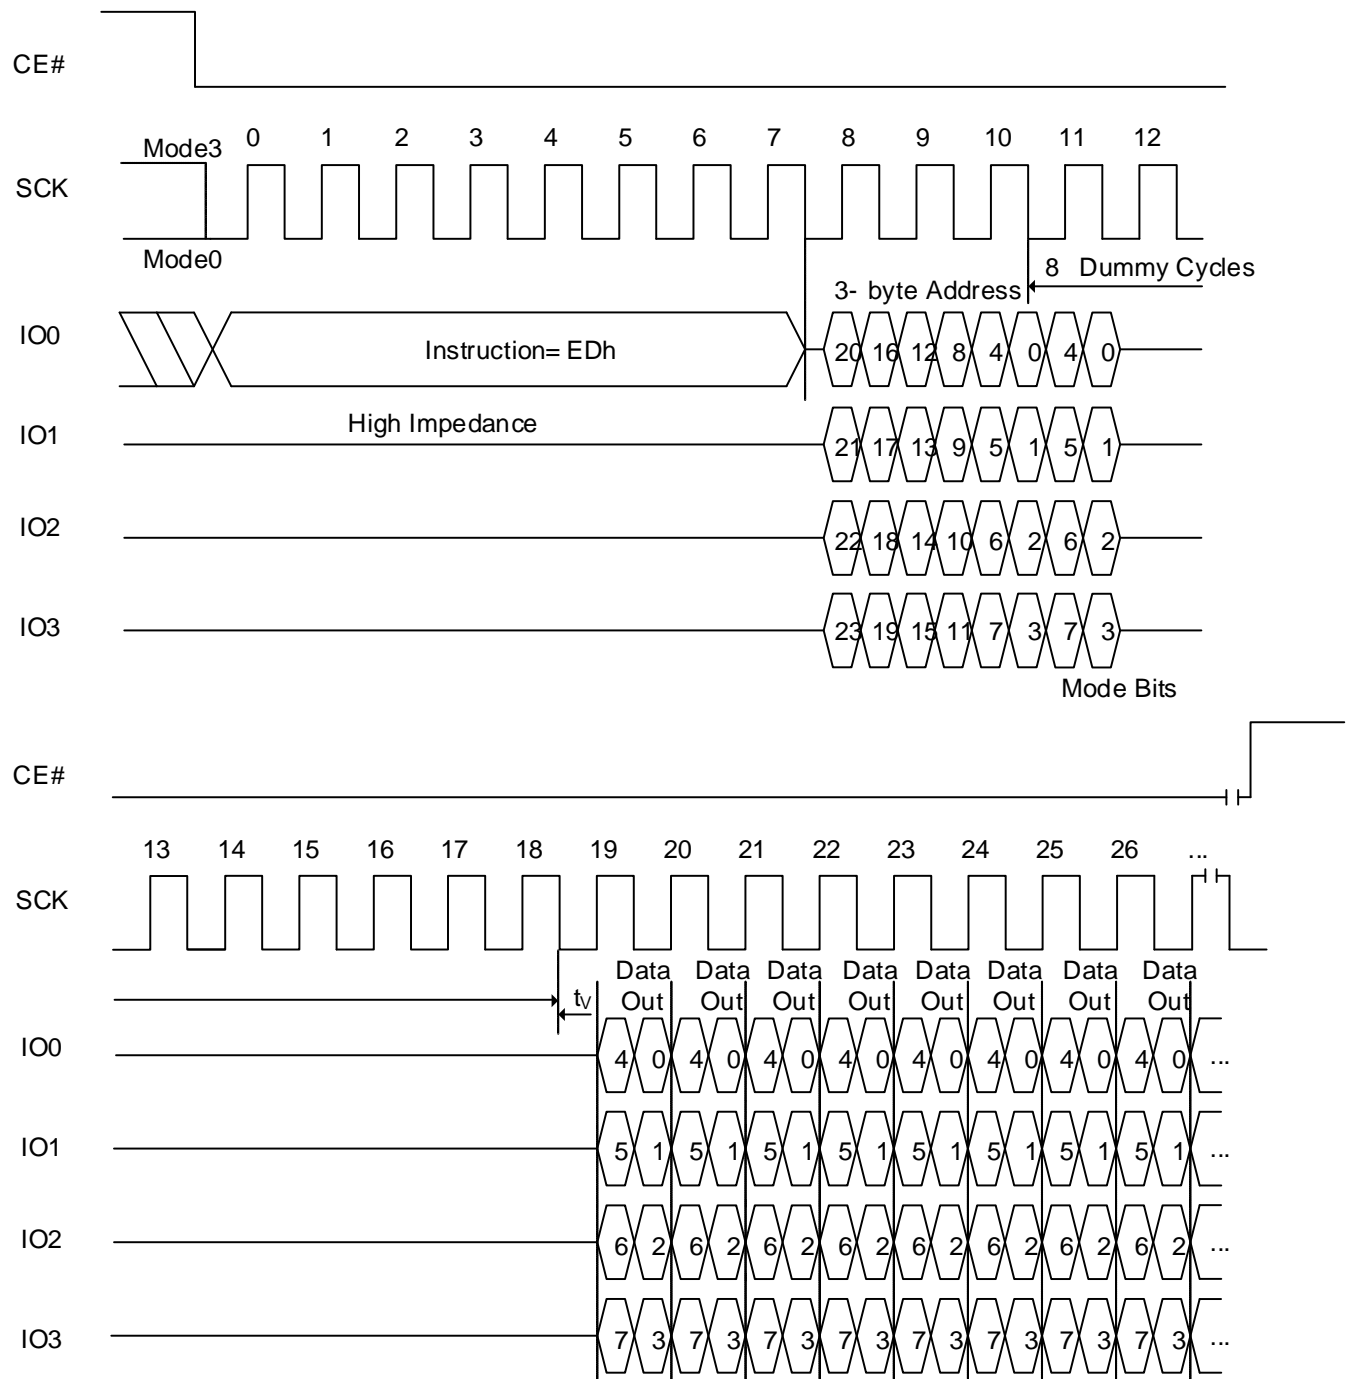 CE#
0 1 2 3 4 5 6 7 8 9 10 11 12
Mode3
SCK
Mode0
8 Dummy Cycles
3- byte Address
IO0
Instruction= EDh
20 16 12 8 4 0 4 0
High Impedance
IO1
21 17 13 9 5 1 5 1
IO2
22 18 14 10 6 2 6 2
IO3
23 19 15 11 7 3 7 3
Mode Bits
CE#
13 14 15 16 17 18 19 20 21 22 23 24 25 26 ...
SCK
Data Data Data Data Data Data Data Data
tV Out Out Out Out Out Out Out Out
IO0
4 0 4 0 4 0 4 0 4 0 4 0 4 0 4 0 ...
IO1
5 1 5 1 5 1 5 1 5 1 5 1 5 1 5 1 ...
IO2
6 2 6 2 6 2 6 2 6 2 6 2 6 2 6 2 ...
IO3
7 3 7 3 7 3 7 3 7 3 7 3 7 3 7 3 ...